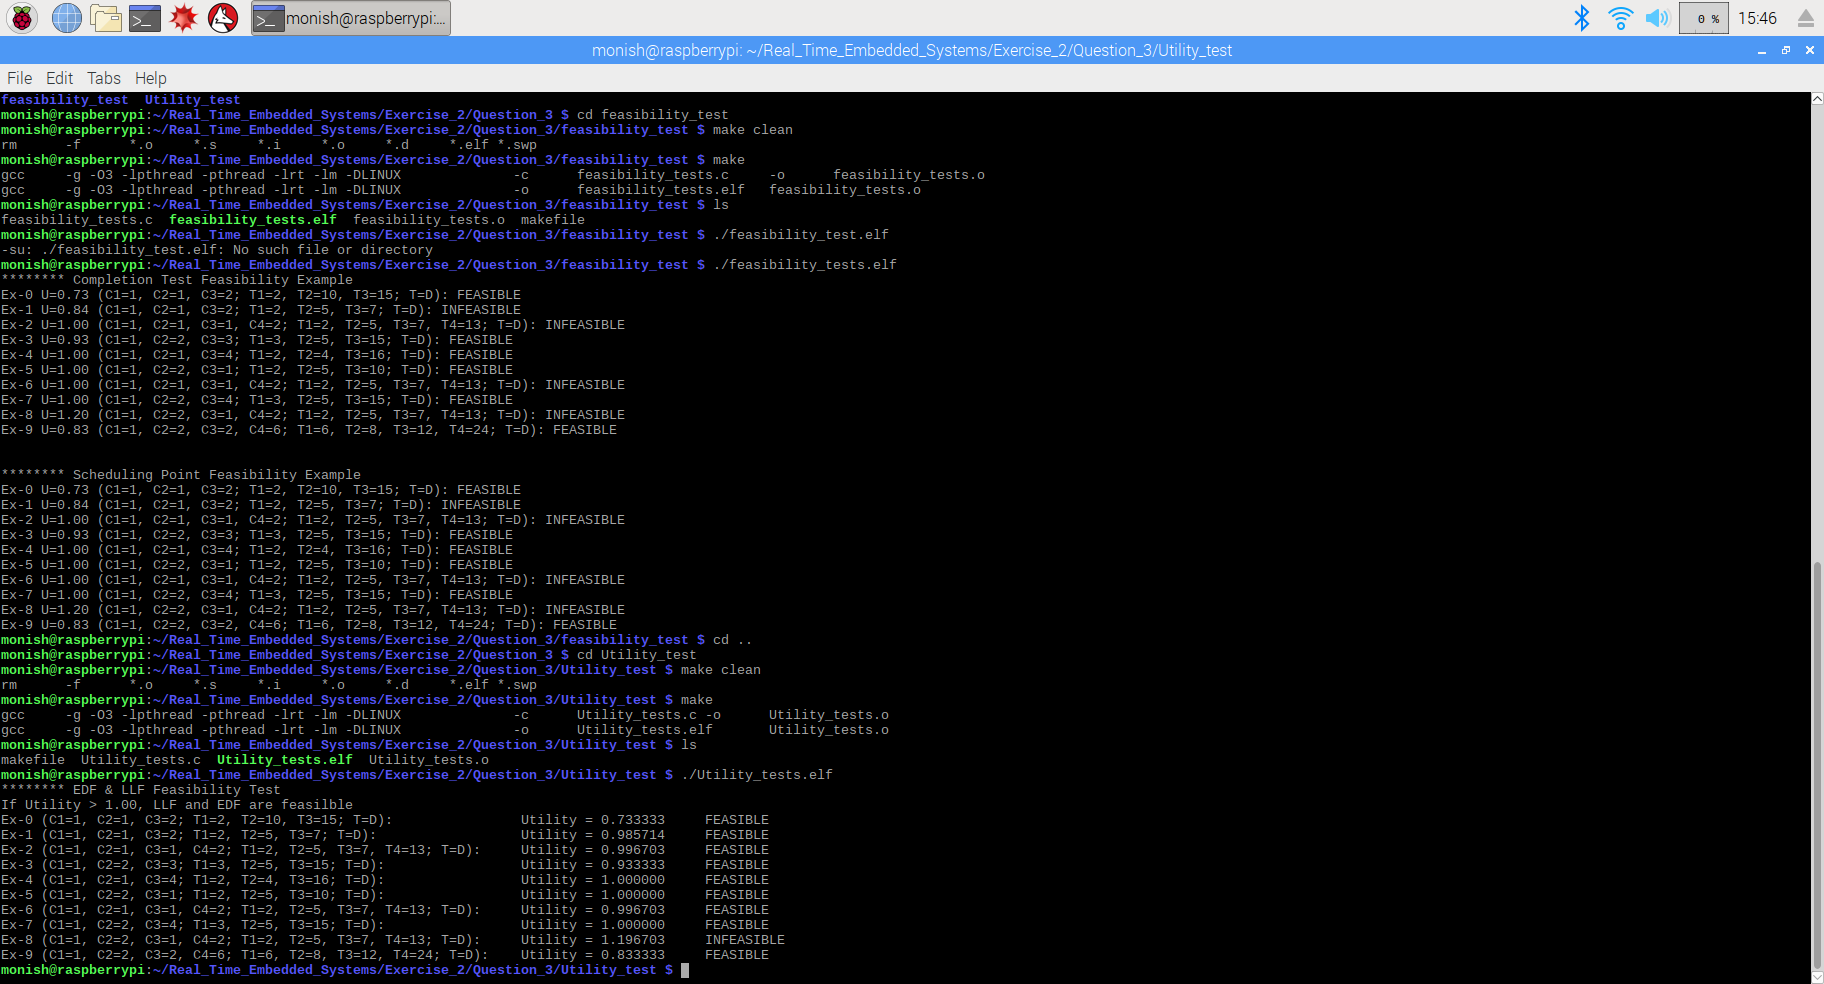 monish@raspberrypi:...
0 %
15:46
monish@raspberrypi: ~/Real_Time_Embedded_Systems/Exercise_2/Question_3/Utility_test
File Edit Tabs Help
feasibility_test  Utility_test
monish@raspberrypi:~/Real_Time_Embedded_Systems/Exercise_2/Question_3 $ cd feasibility_test
monish@raspberrypi:~/Real_Time_Embedded_Systems/Exercise_2/Question_3/feasibility_test $ make clean
rm      -f      *.o     *.s     *.i     *.o     *.d     *.elf *.swp
monish@raspberrypi:~/Real_Time_Embedded_Systems/Exercise_2/Question_3/feasibility_test $ make
gcc     -g -O3 -lpthread -pthread -lrt -lm -DLINUX              -c      feasibility_tests.c     -o      feasibility_tests.o
gcc     -g -O3 -lpthread -pthread -lrt -lm -DLINUX              -o      feasibility_tests.elf   feasibility_tests.o
monish@raspberrypi:~/Real_Time_Embedded_Systems/Exercise_2/Question_3/feasibility_test $ ls
feasibility_tests.c  feasibility_tests.elf  feasibility_tests.o  makefile
monish@raspberrypi:~/Real_Time_Embedded_Systems/Exercise_2/Question_3/feasibility_test $ ./feasibility_test.elf
-su: ./feasibility_test.elf: No such file or directory
monish@raspberrypi:~/Real_Time_Embedded_Systems/Exercise_2/Question_3/feasibility_test $ ./feasibility_tests.elf
******** Completion Test Feasibility Example
Ex-0 U=0.73 (C1=1, C2=1, C3=2; T1=2, T2=10, T3=15; T=D): FEASIBLE
Ex-1 U=0.84 (C1=1, C2=1, C3=2; T1=2, T2=5, T3=7; T=D): INFEASIBLE
Ex-2 U=1.00 (C1=1, C2=1, C3=1, C4=2; T1=2, T2=5, T3=7, T4=13; T=D): INFEASIBLE
Ex-3 U=0.93 (C1=1, C2=2, C3=3; T1=3, T2=5, T3=15; T=D): FEASIBLE
Ex-4 U=1.00 (C1=1, C2=1, C3=4; T1=2, T2=4, T3=16; T=D): FEASIBLE
Ex-5 U=1.00 (C1=1, C2=2, C3=1; T1=2, T2=5, T3=10; T=D): FEASIBLE
Ex-6 U=1.00 (C1=1, C2=1, C3=1, C4=2; T1=2, T2=5, T3=7, T4=13; T=D): INFEASIBLE
Ex-7 U=1.00 (C1=1, C2=2, C3=4; T1=3, T2=5, T3=15; T=D): FEASIBLE
Ex-8 U=1.20 (C1=1, C2=2, C3=1, C4=2; T1=2, T2=5, T3=7, T4=13; T=D): INFEASIBLE
Ex-9 U=0.83 (C1=1, C2=2, C3=2, C4=6; T1=6, T2=8, T3=12, T4=24; T=D): FEASIBLE
******** Scheduling Point Feasibility Example
Ex-0 U=0.73 (C1=1, C2=1, C3=2; T1=2, T2=10, T3=15; T=D): FEASIBLE
Ex-1 U=0.84 (C1=1, C2=1, C3=2; T1=2, T2=5, T3=7; T=D): INFEASIBLE
Ex-2 U=1.00 (C1=1, C2=1, C3=1, C4=2; T1=2, T2=5, T3=7, T4=13; T=D): INFEASIBLE
Ex-3 U=0.93 (C1=1, C2=2, C3=3; T1=3, T2=5, T3=15; T=D): FEASIBLE
Ex-4 U=1.00 (C1=1, C2=1, C3=4; T1=2, T2=4, T3=16; T=D): FEASIBLE
Ex-5 U=1.00 (C1=1, C2=2, C3=1; T1=2, T2=5, T3=10; T=D): FEASIBLE
Ex-6 U=1.00 (C1=1, C2=1, C3=1, C4=2; T1=2, T2=5, T3=7, T4=13; T=D): INFEASIBLE
Ex-7 U=1.00 (C1=1, C2=2, C3=4; T1=3, T2=5, T3=15; T=D): FEASIBLE
Ex-8 U=1.20 (C1=1, C2=2, C3=1, C4=2; T1=2, T2=5, T3=7, T4=13; T=D): INFEASIBLE
Ex-9 U=0.83 (C1=1, C2=2, C3=2, C4=6; T1=6, T2=8, T3=12, T4=24; T=D): FEASIBLE
monish@raspberrypi:~/Real_Time_Embedded_Systems/Exercise_2/Question_3/feasibility_test $ cd ..
monish@raspberrypi:~/Real_Time_Embedded_Systems/Exercise_2/Question_3 $ cd Utility_test
monish@raspberrypi:~/Real_Time_Embedded_Systems/Exercise_2/Question_3/Utility_test $ make clean
rm      -f      *.o     *.s     *.i     *.o     *.d     *.elf *.swp
monish@raspberrypi:~/Real_Time_Embedded_Systems/Exercise_2/Question_3/Utility_test $ make
gcc     -g -O3 -lpthread -pthread -lrt -lm -DLINUX              -c      Utility_tests.c -o      Utility_tests.o
gcc     -g -O3 -lpthread -pthread -lrt -lm -DLINUX              -o      Utility_tests.elf       Utility_tests.o
monish@raspberrypi:~/Real_Time_Embedded_Systems/Exercise_2/Question_3/Utility_test $ ls
makefile  Utility_tests.c  Utility_tests.elf  Utility_tests.o
monish@raspberrypi:~/Real_Time_Embedded_Systems/Exercise_2/Question_3/Utility_test $ ./Utility_tests.elf
******** EDF & LLF Feasibility Test
If Utility > 1.00, LLF and EDF are feasilble
Ex-0 (C1=1, C2=1, C3=2; T1=2, T2=10, T3=15; T=D):                Utility = 0.733333     FEASIBLE
Ex-1 (C1=1, C2=1, C3=2; T1=2, T2=5, T3=7; T=D):                  Utility = 0.985714     FEASIBLE
Ex-2 (C1=1, C2=1, C3=1, C4=2; T1=2, T2=5, T3=7, T4=13; T=D):     Utility = 0.996703     FEASIBLE
Ex-3 (C1=1, C2=2, C3=3; T1=3, T2=5, T3=15; T=D):                 Utility = 0.933333     FEASIBLE
Ex-4 (C1=1, C2=1, C3=4; T1=2, T2=4, T3=16; T=D):                 Utility = 1.000000     FEASIBLE
Ex-5 (C1=1, C2=2, C3=1; T1=2, T2=5, T3=10; T=D):                 Utility = 1.000000     FEASIBLE
Ex-6 (C1=1, C2=1, C3=1, C4=2; T1=2, T2=5, T3=7, T4=13; T=D):     Utility = 0.996703     FEASIBLE
Ex-7 (C1=1, C2=2, C3=4; T1=3, T2=5, T3=15; T=D):                 Utility = 1.000000     FEASIBLE
Ex-8 (C1=1, C2=2, C3=1, C4=2; T1=2, T2=5, T3=7, T4=13; T=D):     Utility = 1.196703     INFEASIBLE
Ex-9 (C1=1, C2=2, C3=2, C4=6; T1=6, T2=8, T3=12, T4=24; T=D):    Utility = 0.833333     FEASIBLE
monish@raspberrypi:~/Real_Time_Embedded_Systems/Exercise_2/Question_3/Utility_test $